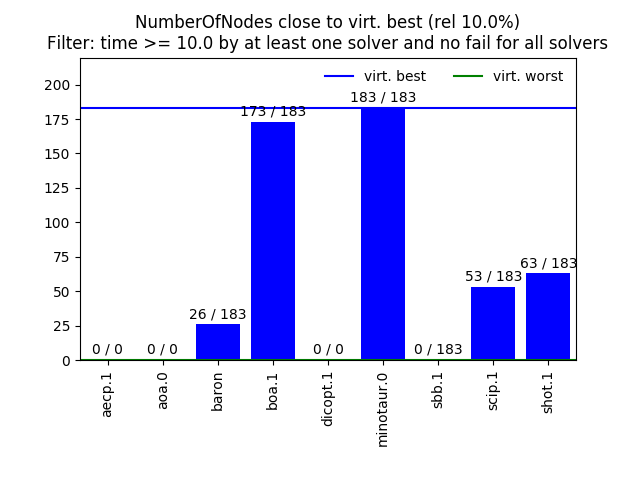 NumberOfNodes close to virt. best (rel 10.0%)
Filter: time >= 10.0 by at least one solver and no fail for all solvers
virt. best
virt. worst
200
175
150
125
100
75
50
25
0
0 / 0
0 / 0
26 / 183
173 / 183
0 / 0
183 / 183
0 / 183
53 / 183
63 / 183
aecp.1
aoa.0
baron
boa.1
dicopt.1
minotaur.0
sbb.1
scip.1
shot.1